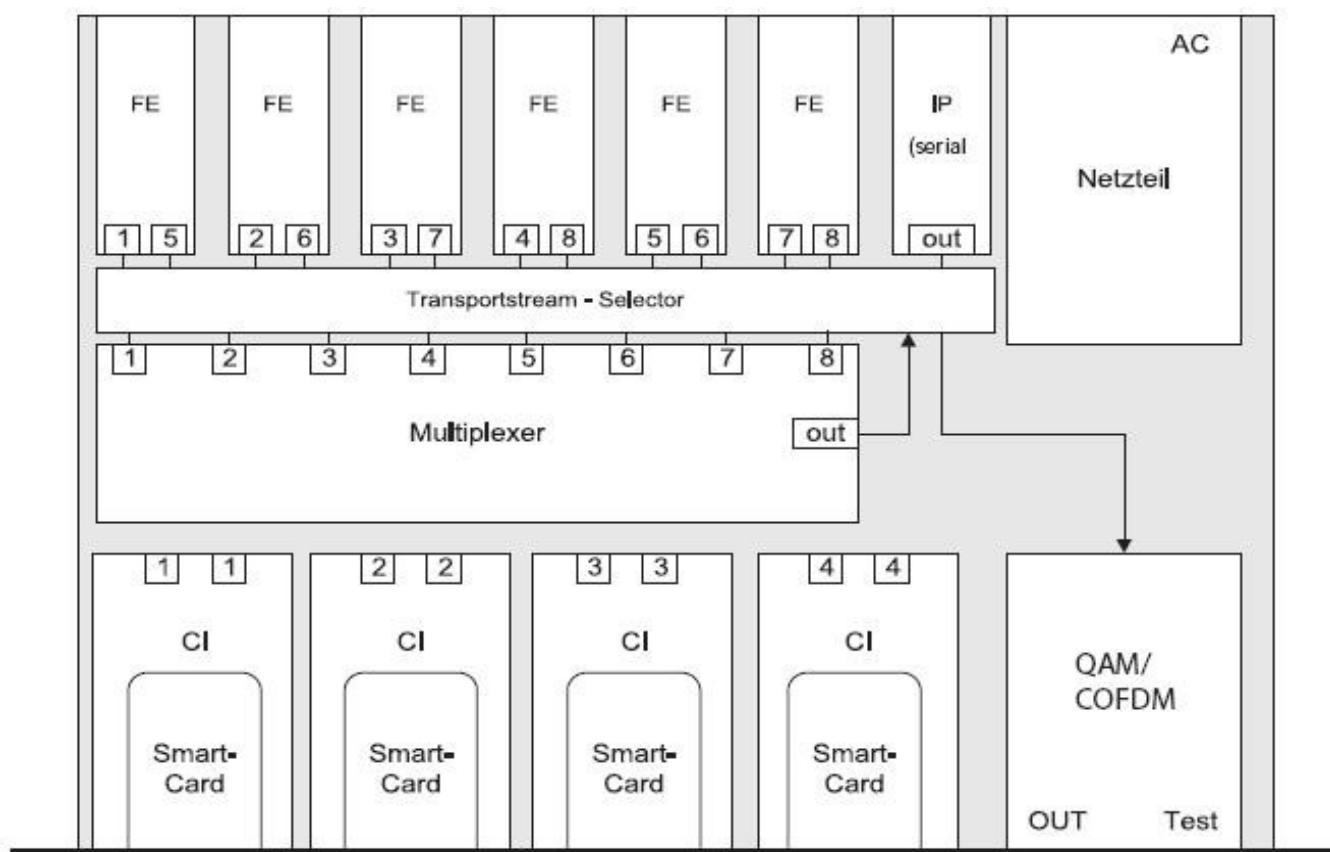 AC
FE FE FE FE FE FE IP
(serial
Netzteil
1 5 2 6 3 7 4 8 5 6 7 8 out
Transportstream - Selector
1 2 3 4 5 6 7 8
Multiplexer out
1 1 2 2 3 3 4 4
CI CI CI CI
QAM/
COFDM
Smart- Smart- Smart- Smart-
Card Card Card Card
OUT Test